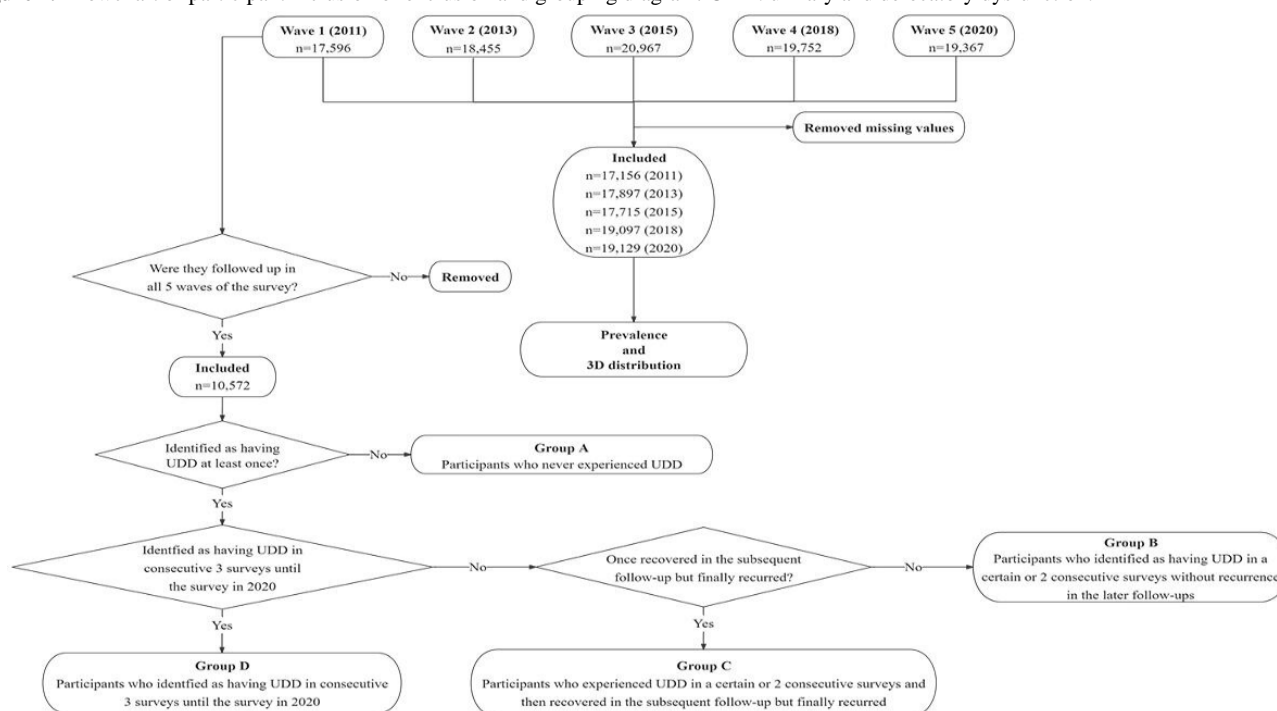 Wave 1 (2011)
n=17,596
Wave 2 (2013)
n=18,455
Wave 3 (2015)
n=20,967
Wave 4 (2018)
n=19,752
Wave 5 (2020)
n=19,367
Removed missing values
Included
n=17,156 (2011)
n=17,897 (2013)
n=17,715 (2015)
n=19,097 (2018)
n=19,129 (2020)
Were they followed up in
all 5 waves of the survey?
No
Removed
Yes
Prevalence
and
3D distribution
Included
n=10,572
Identified as having
UDD at least once?
No
Group A
Participants who never experienced UDD
Yes
Identfied as having UDD in
consecutive 3 surveys until
the survey in 2020
No
Once recovered in the subsequent
follow-up but finally recurred?
No
Group B
Participants who identified as having UDD in a
certain or 2 consecutive surveys without recurrence
in the later follow-ups
Yes
Yes
Group D
Participants who identfied as having UDD in consecutive
3 surveys until the survey in 2020
Group C
Participants who experienced UDD in a certain or 2 consecutive surveys and
then recovered in the subsequent follow-up but finally recurred